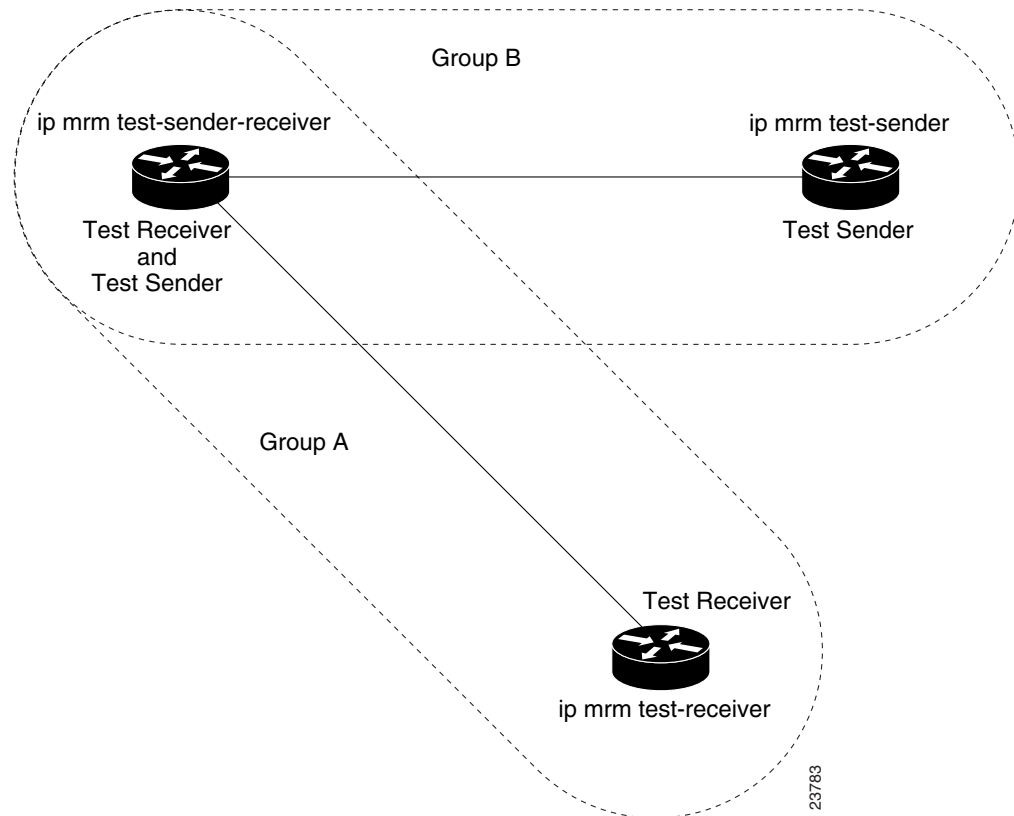 Group B
ip mrm test-sender-receiver
ip mrm test-sender
Test Receiver
and
Test Sender
Test Sender
Group A
Test Receiver
ip mrm test-receiver
23783